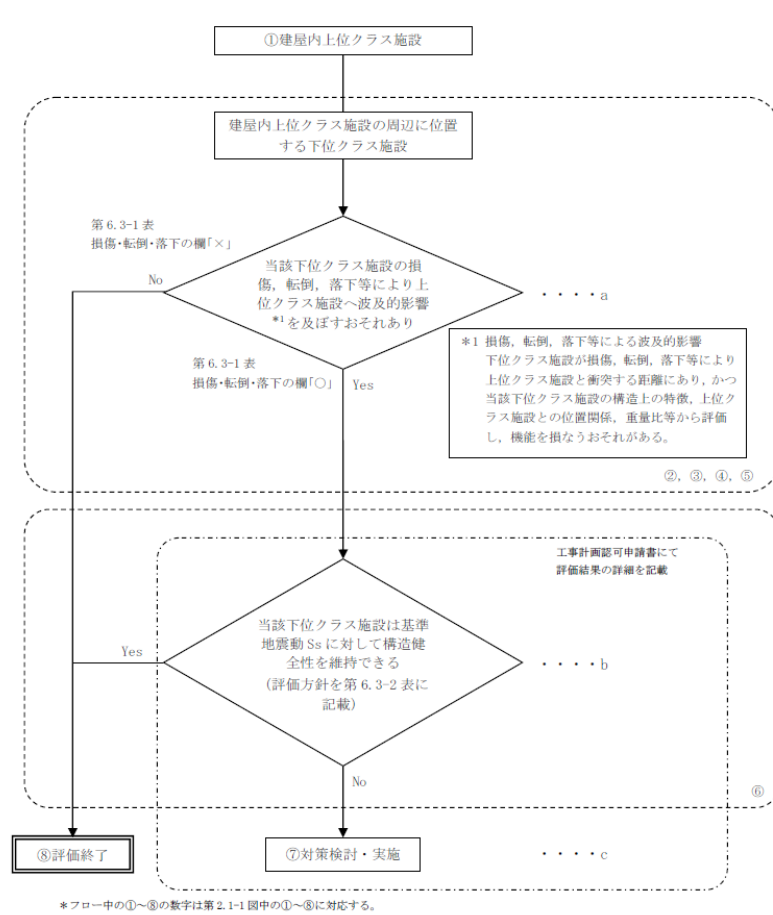 ①建屋内上位クラス施設
建屋内上位クラス施設の周辺に位置
する下位クラス施設
第 6.3-1 表
損傷・転倒・落下の欄「×」
No
当該下位クラス施設の損
傷，転倒，落下等により上
位クラス施設へ波及的影響
*1を及ぼすおそれあり
・・・・a
第 6.3-1 表
損傷・転倒・落下の欄「○」
Yes
＊1 損傷，転倒，落下等による波及的影響
下位クラス施設が損傷，転倒，落下等により
上位クラス施設と衝突する距離にあり，かつ
当該下位クラス施設の構造上の特徴，上位ク
ラス施設との位置関係，重量比等から評価
し，機能を損なうおそれがある。
②，③，④，⑤
工事計画認可申請書にて
評価結果の詳細を記載
当該下位クラス施設は基準
地震動 Ss に対して構造健
全性を維持できる
(評価方針を第 6.3-2 表に
記載)
Yes
・・・・b
No
⑥
⑧評価終了
⑦対策検討・実施
・・・・c
＊フロー中の①～⑧の数字は第 2.1-1 図中の①～⑧に対応する。